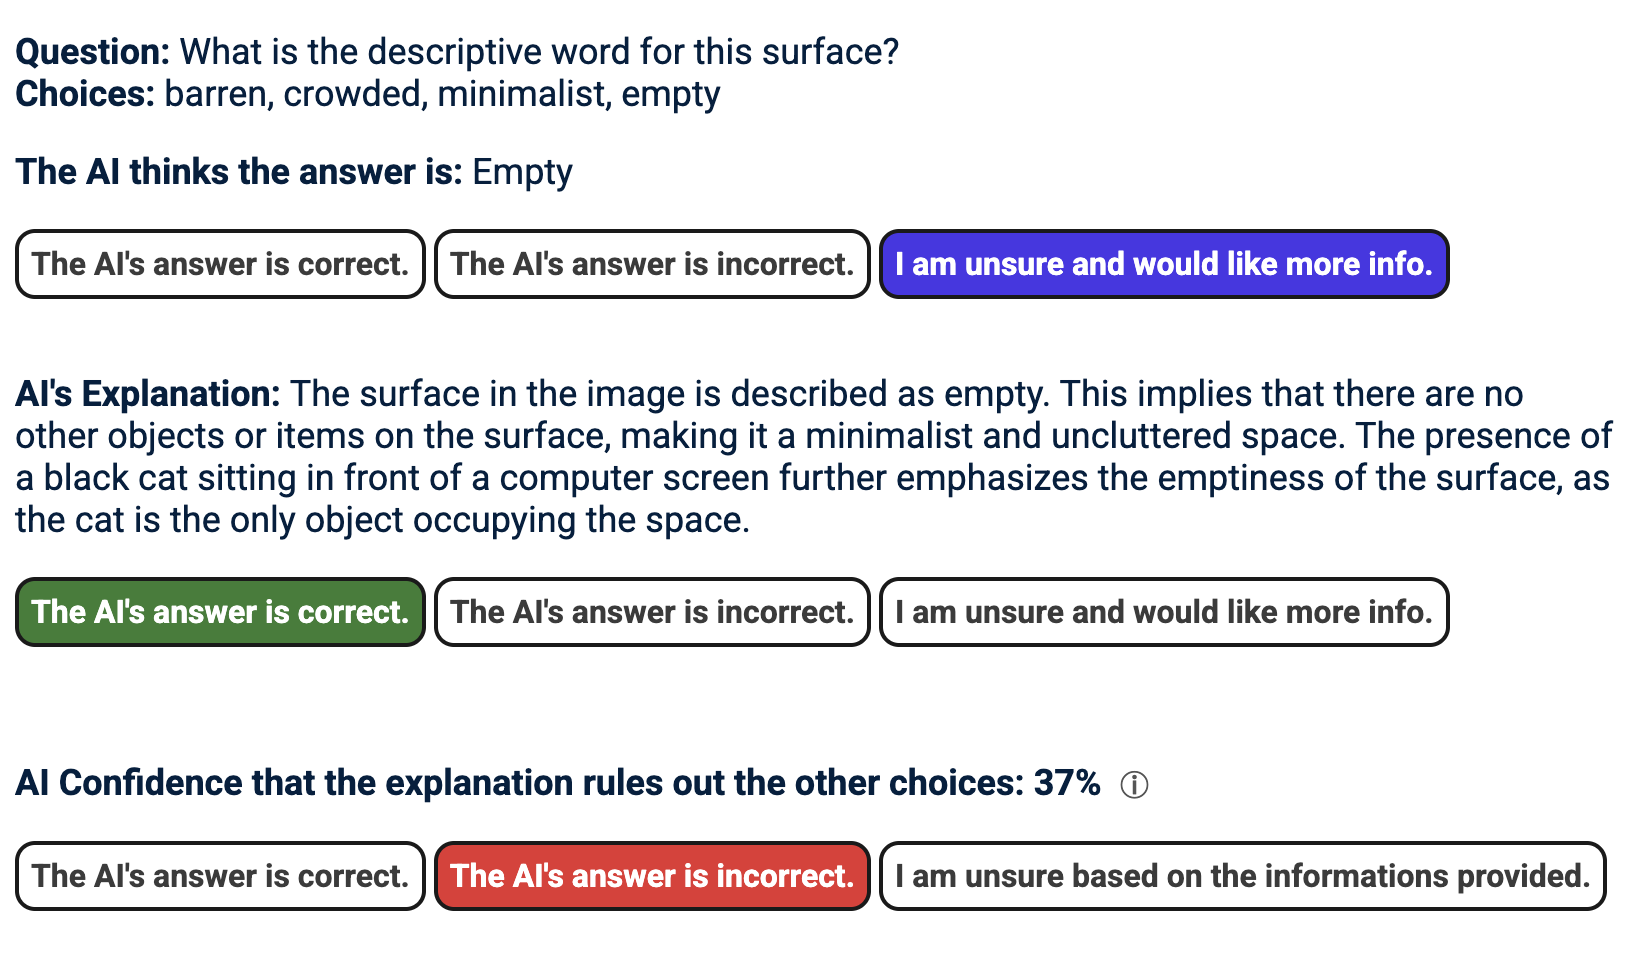 Question: What is the descriptive word for this surface?
Choices: barren, crowded, minimalist, empty
The AI thinks the answer is: Empty
The AI's answer is correct. The AI's answer is incorrect. I am unsure and would like more info.
AI's Explanation: The surface in the image is described as empty. This implies that there are no
other objects or items on the surface, making it a minimalist and uncluttered space. The presence of
a black cat sitting in front of a computer screen further emphasizes the emptiness of the surface, as
the cat is the only object occupying the space.
The AI's answer is correct. The AI's answer is incorrect. I am unsure and would like more info.
AI Confidence that the explanation rules out the other choices: 37% ⓘ
The AI's answer is correct. The AI's answer is incorrect. I am unsure based on the informations provided.